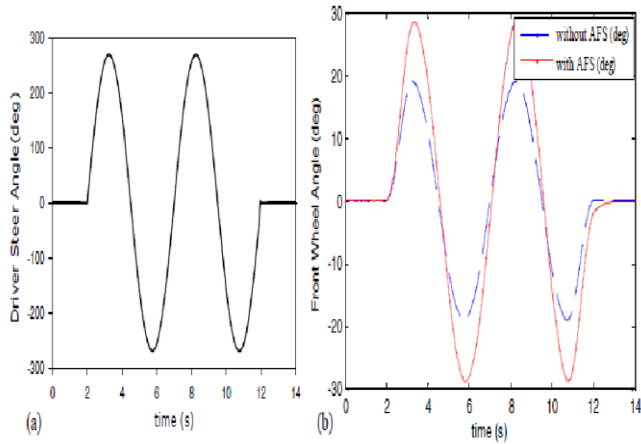 Driver Steer Angle(deg)
300
200
100
0
-100
-200
-300
0 2 4 6 8 10 12 14
time (s)
(a)
Front Wheel Angle (deg)
30
20
10
0
-10
-20
-30
0 2 4 6 8 10 12 14
time (s)
(b)
without AFS (deg)
with AFS (deg)